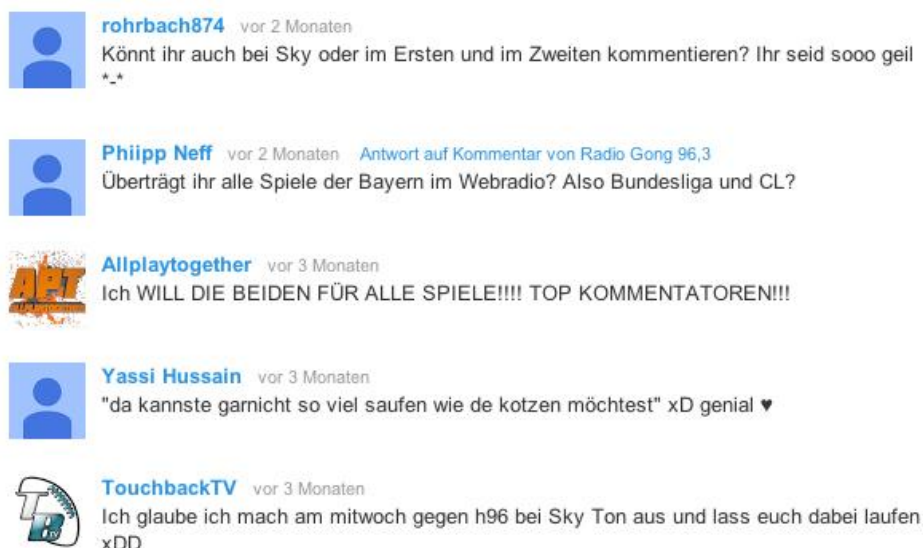 rohrbach874 vor 2 Monaten
Könnt ihr auch bei Sky oder im Ersten und im Zweiten kommentieren? Ihr seid sooo geil
*-*
Phiipp Neff vor 2 Monaten Antwort auf Kommentar von Radio Gong 96,3
Überträgt ihr alle Spiele der Bayern im Webradio? Also Bundesliga und CL?
APT
ALLPLAYTOGETHER
Allplaytogether vor 3 Monaten
Ich WILL DIE BEIDEN FÜR ALLE SPIELE!!!! TOP KOMMENTATOREN!!!
Yassi Hussain vor 3 Monaten
"da kannste garnicht so viel saufen wie de kotzen möchtest" xD genial ♥
TB
TV
TouchbackTV vor 3 Monaten
Ich glaube ich mach am mitwoch gegen h96 bei Sky Ton aus und lass euch dabei laufen
xDD